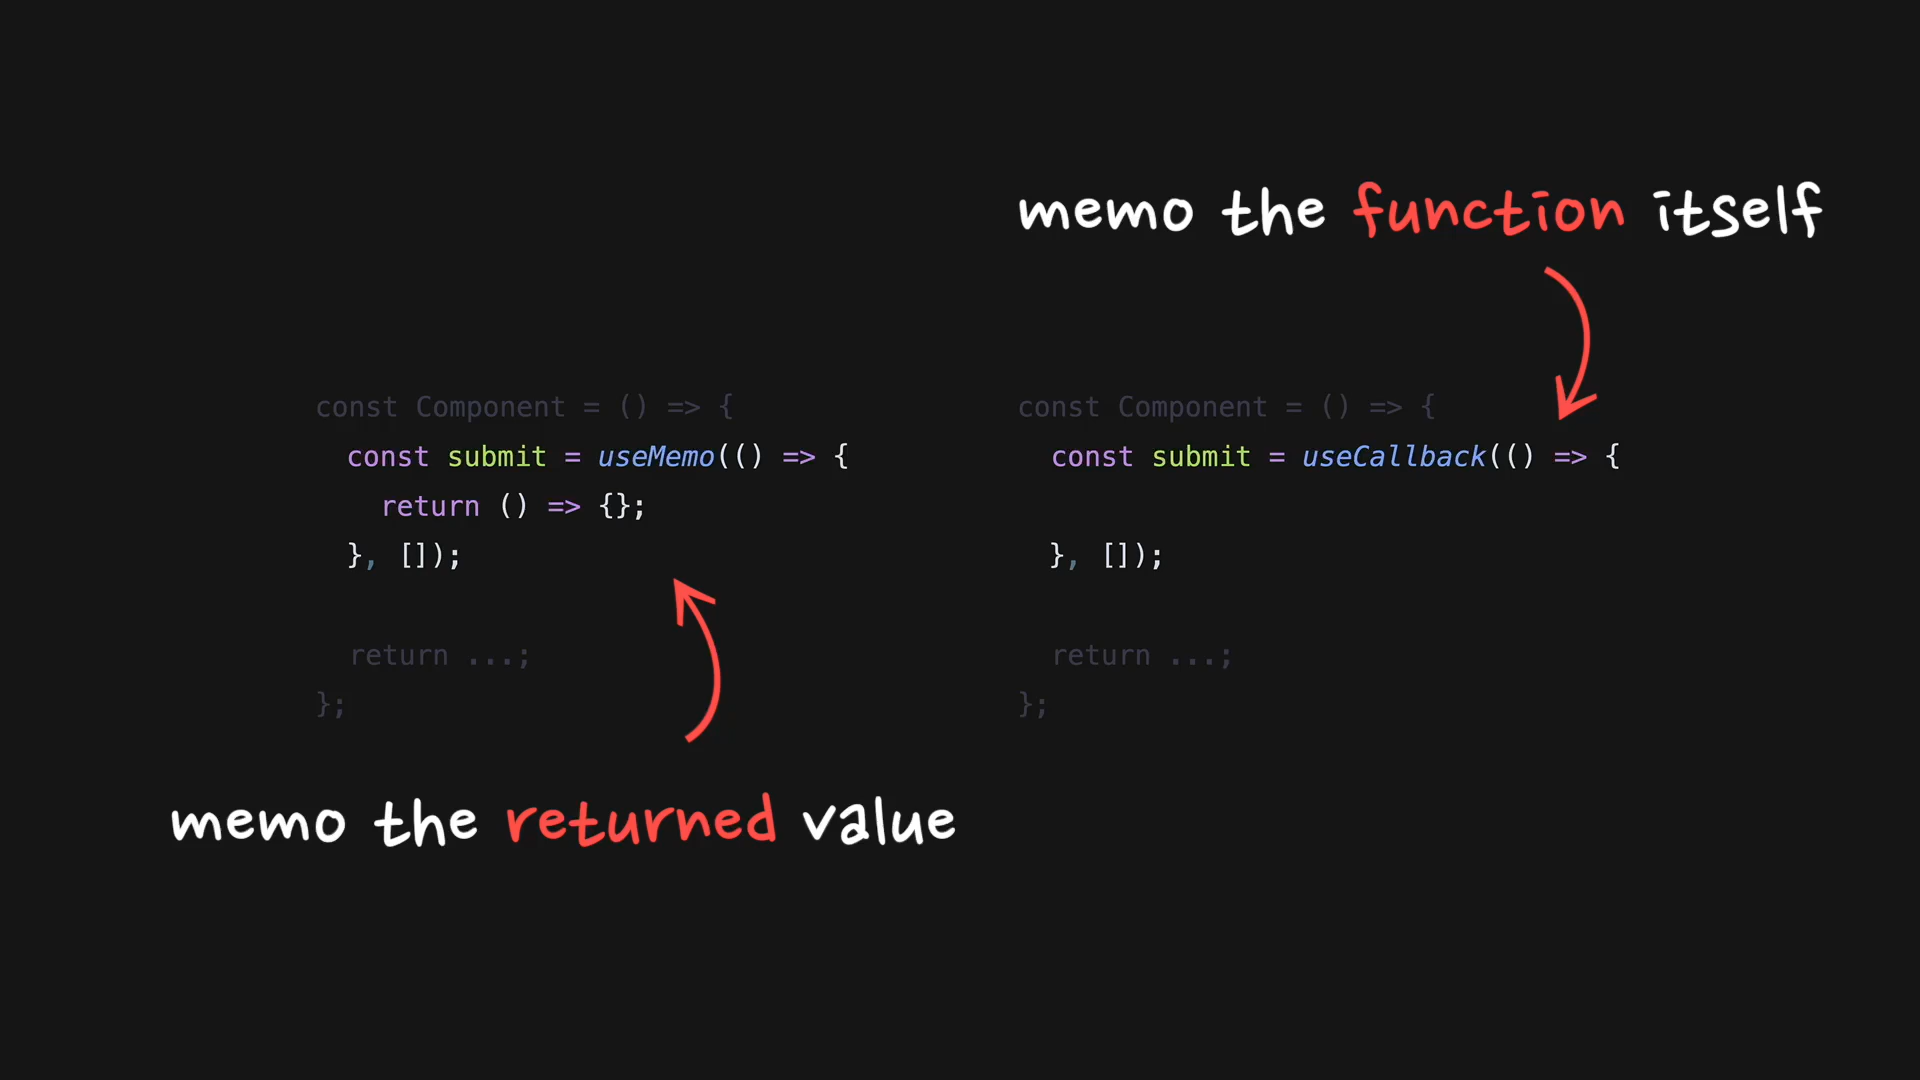 memo the function itself
const Component = () => {
const submit = useMemo(() => {
return () => {};
}, []);
return ...;
};
const Component = () => {
const submit = useCallback(() => {
}, []);
return ...;
};
memo the returned value